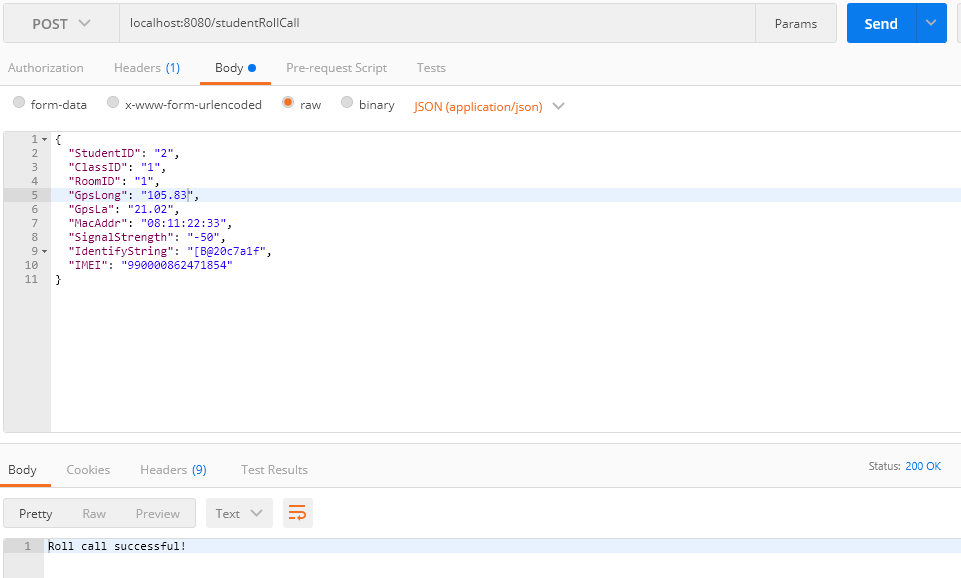 POST localhost:8080/studentRollCall Params Send
Authorization Headers (1) Body Pre-request Script Tests
form-data x-www-form-urlencoded raw binary JSON (application/json)
1 {
2 "StudentID": "2",
3 "ClassID": "1",
4 "RoomID": "1",
5 "GpsLong": "105.83",
6 "GpsLa": "21.02",
7 "MacAddr": "08:11:22:33",
8 "SignalStrength": "-50",
9 "IdentifyString": "[B@20c7a1f",
10 "IMEI": "990000862471854"
11 }
Body Cookies Headers (9) Test Results Status: 200 OK
Pretty Raw Preview Text
1 Roll call successful!